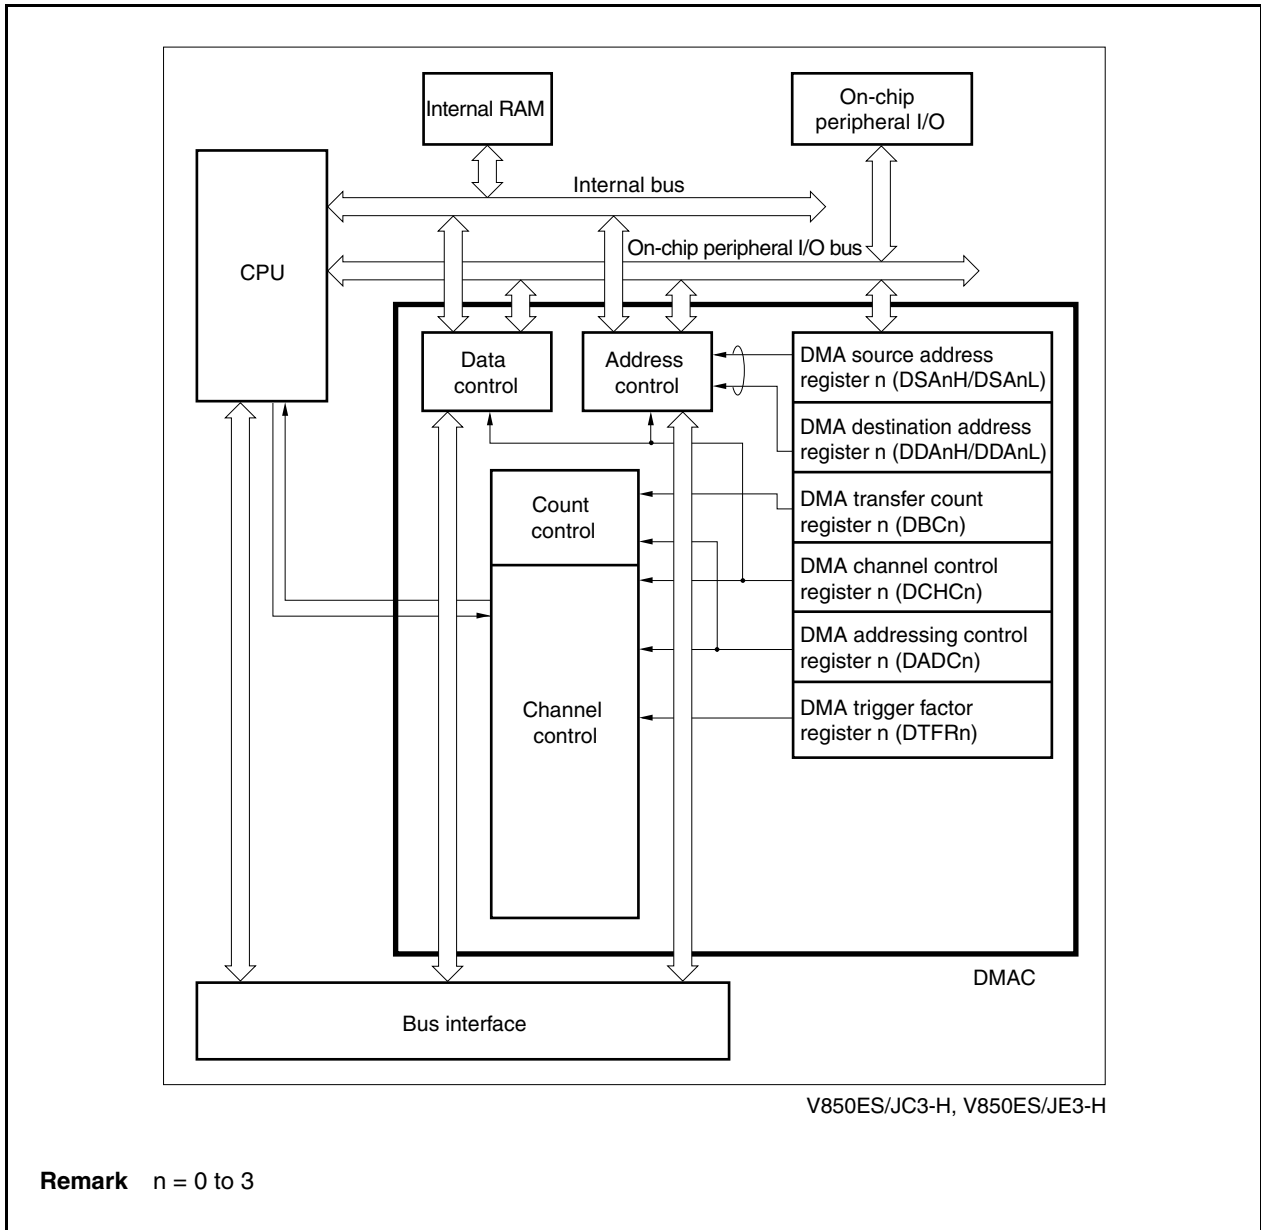 Internal RAM
On-chip
peripheral I/O
Internal bus
On-chip peripheral I/O bus
CPU
Data
control
Address
control
DMA source address
register n (DSAnH/DSAnL)
DMA destination address
register n (DDAnH/DDAnL)
Count
control
DMA transfer count
register n (DBCn)
DMA channel control
register n (DCHCn)
DMA addressing control
register n (DADCn)
Channel
control
DMA trigger factor
register n (DTFRn)
DMAC
Bus interface
V850ES/JC3-H, V850ES/JE3-H
Remark n = 0 to 3